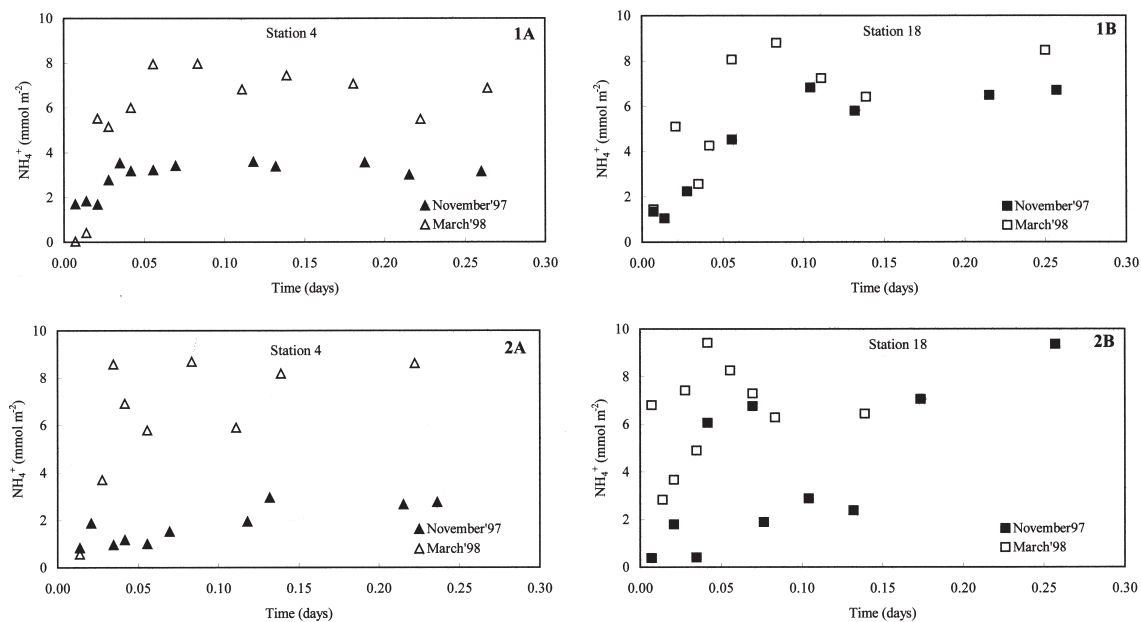 Station 4
1A
10
8
6
4
2
0
NH4+ (mmol m-2)
November'97
March'98
0.00 0.05 0.10 0.15 0.20 0.25 0.30
Time (days)
Station 18
1B
10
8
6
4
2
0
NH4+ (mmol m-2)
November'97
March'98
0.00 0.05 0.10 0.15 0.20 0.25 0.30
Time (days)
Station 4
2A
10
8
6
4
2
0
NH4+ (mmol m-2)
November'97
March'98
0.00 0.05 0.10 0.15 0.20 0.25 0.30
Time (days)
Station 18
2B
10
8
6
4
2
0
NH4+ (mmol m-2)
November97
March'98
0.00 0.05 0.10 0.15 0.20 0.25 0.30
Time (days)